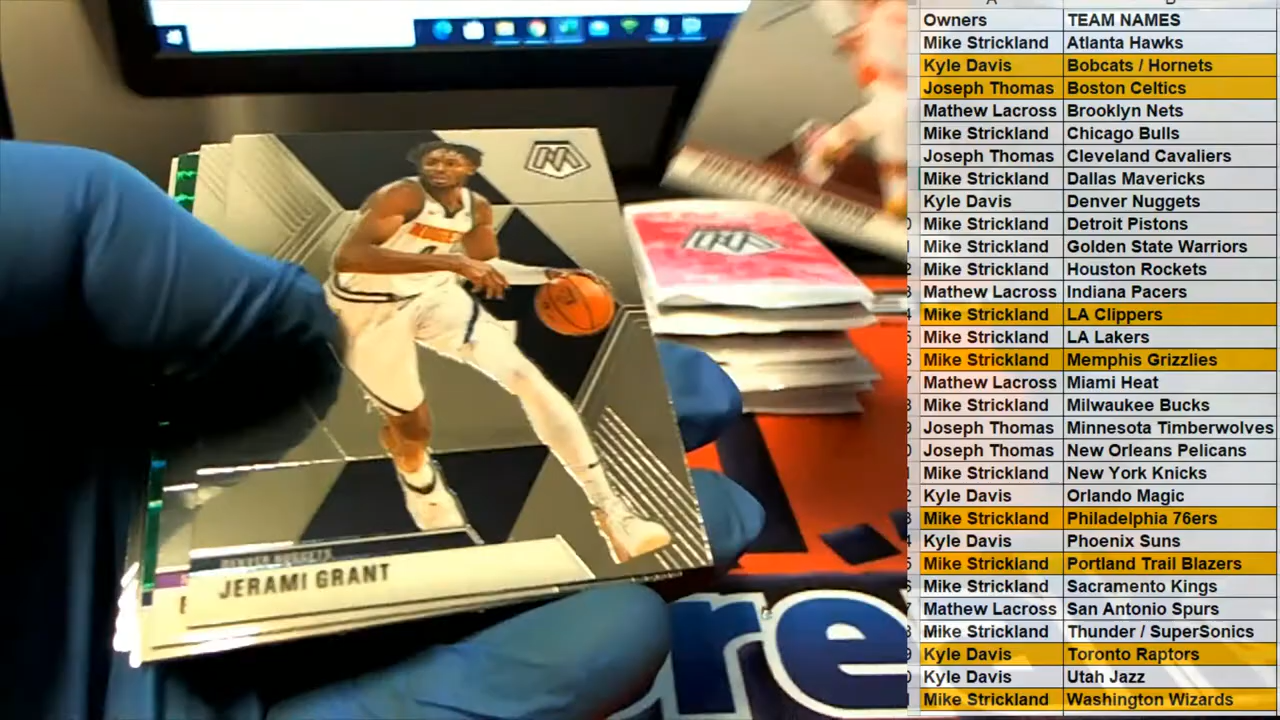 DENVER NUGGETS
JERAMI GRANT
re
Owners TEAM NAMES
Mike Strickland Atlanta Hawks
Kyle Davis Bobcats / Hornets
Joseph Thomas Boston Celtics
Mathew Lacross Brooklyn Nets
Mike Strickland Chicago Bulls
Joseph Thomas Cleveland Cavaliers
Mike Strickland Dallas Mavericks
Kyle Davis Denver Nuggets
Mike Strickland Detroit Pistons
Mike Strickland Golden State Warriors
Mike Strickland Houston Rockets
Mathew Lacross Indiana Pacers
Mike Strickland LA Clippers
Mike Strickland LA Lakers
Mike Strickland Memphis Grizzlies
Mathew Lacross Miami Heat
Mike Strickland Milwaukee Bucks
Joseph Thomas Minnesota Timberwolves
Joseph Thomas New Orleans Pelicans
Mike Strickland New York Knicks
Kyle Davis Orlando Magic
Mike Strickland Philadelphia 76ers
Kyle Davis Phoenix Suns
Mike Strickland Portland Trail Blazers
Mike Strickland Sacramento Kings
Mathew Lacross San Antonio Spurs
Mike Strickland Thunder / SuperSonics
Kyle Davis Toronto Raptors
Kyle Davis Utah Jazz
Mike Strickland Washington Wizards